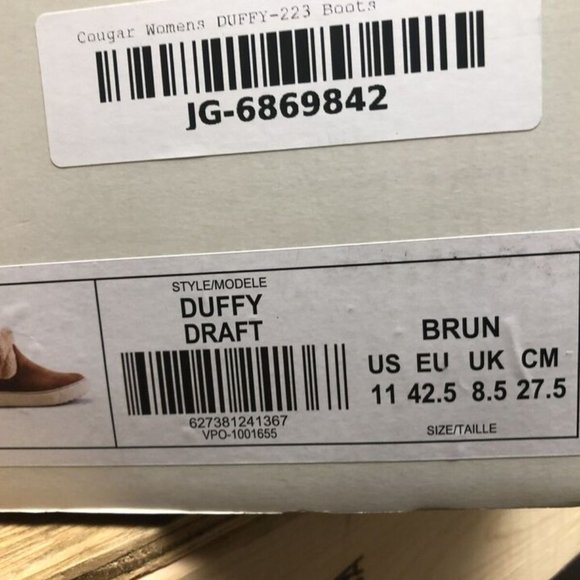 Cougar Womens DUFFY-223 Boots
JG-6869842
STYLE/MODELE
DUFFY
DRAFT
627381241367
VPO-1001655
BRUN
US EU UK CM
11 42.5 8.5 27.5
SIZE/TAILLE